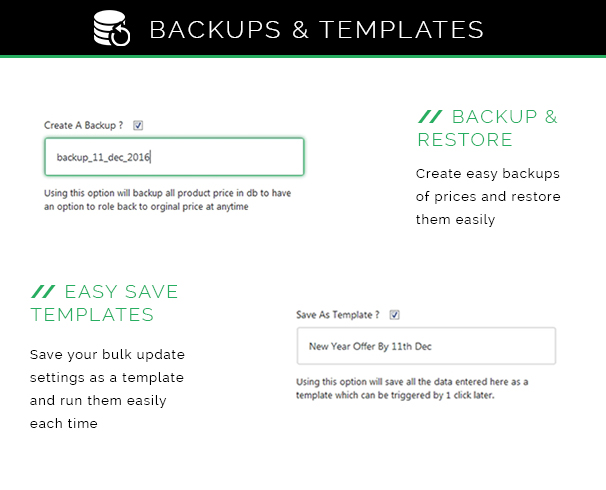 BACKUPS & TEMPLATES
Create A Backup ?
backup_11_dec_2016
Using this option will backup all product price in db to have
an option to role back to orginal price at anytime
// BACKUP &
RESTORE
Create easy backups
of prices and restore
them easily
// EASY SAVE
TEMPLATES
Save your bulk update
settings as a template
and run them easily
each time
Save As Template ?
New Year Offer By 11th Dec
Using this option will save all the data entered here as a
template which can be triggered by 1 click later.